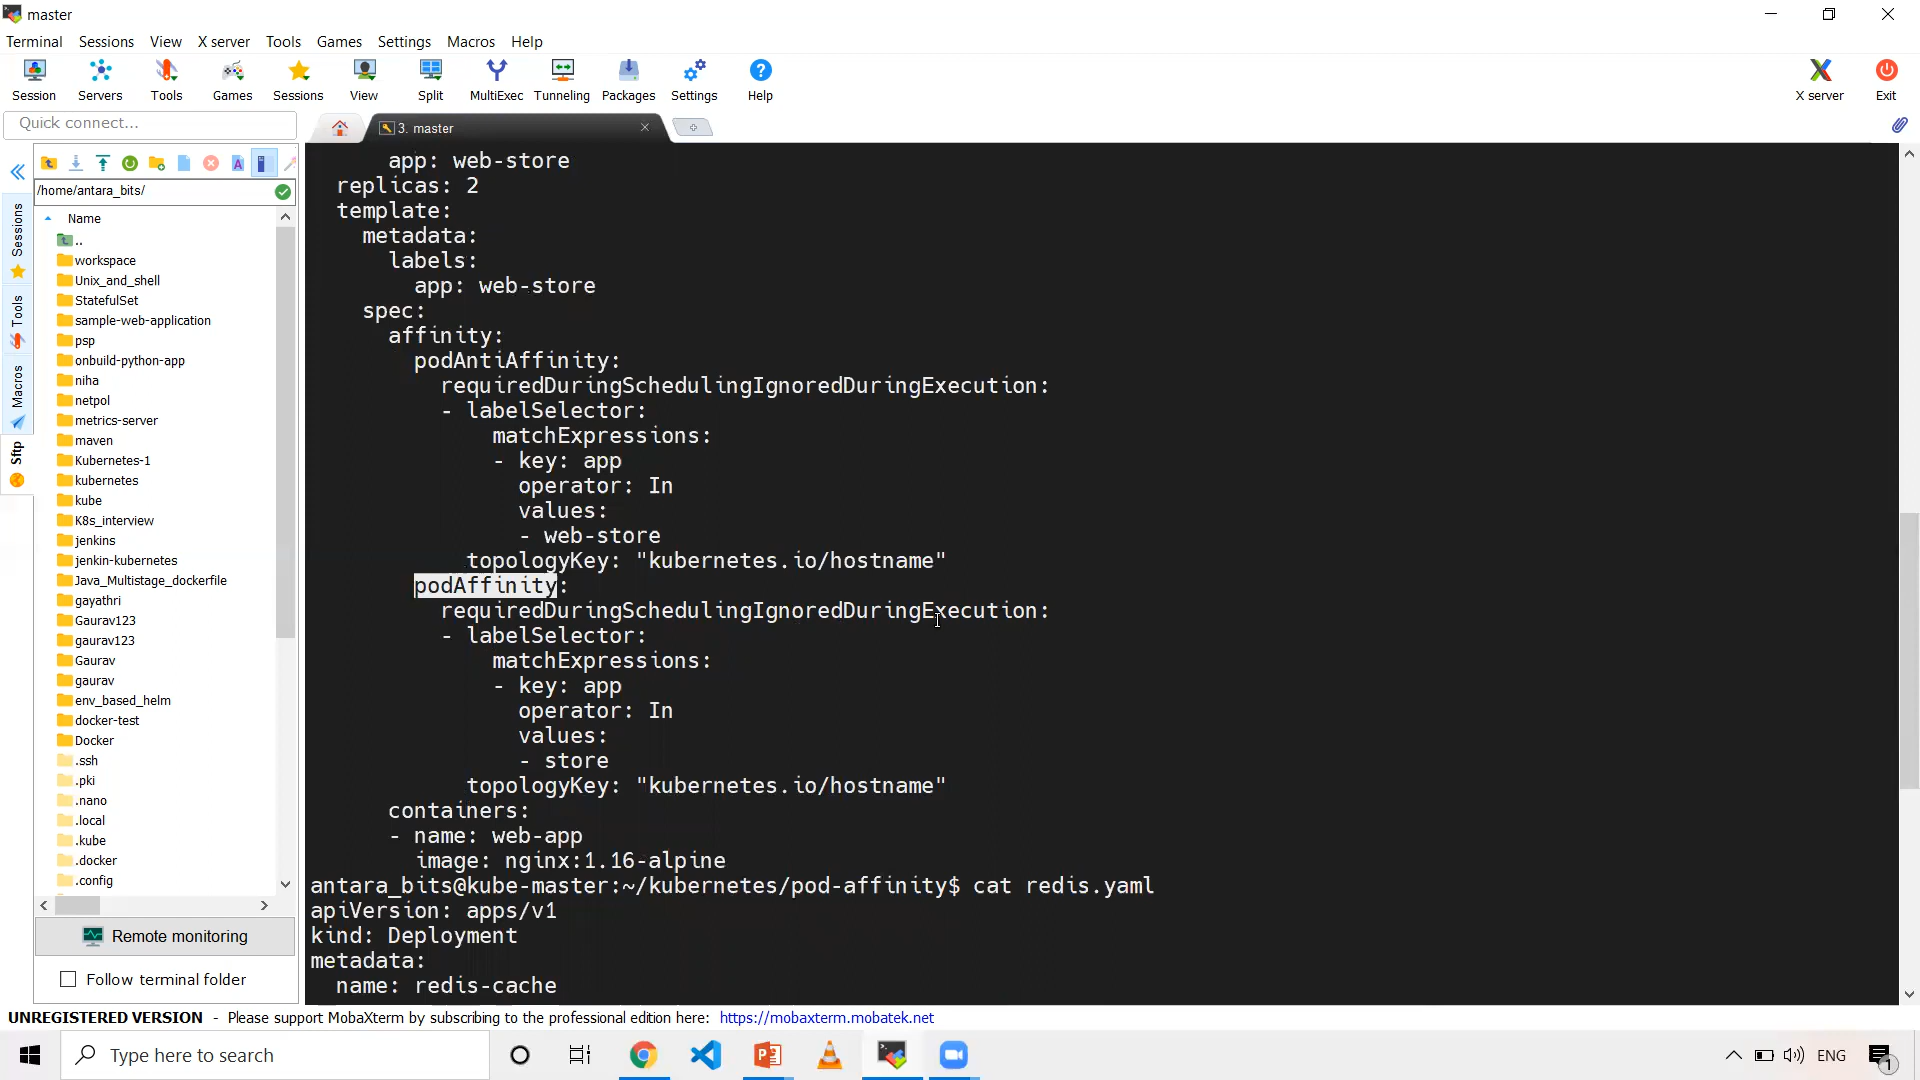 master
Terminal Sessions View X server Tools Games Settings Macros Help
Session Servers Tools Games Sessions View Split MultiExec Tunneling Packages Settings Help X server Exit
Quick connect...
3. master
/home/antara_bits/
Name
..
workspace
Unix_and_shell
StatefulSet
sample-web-application
psp
onbuild-python-app
niha
netpol
metrics-server
maven
Kubernetes-1
kubernetes
kube
K8s_interview
jenkins
jenkin-kubernetes
Java_Multistage_dockerfile
gayathri
Gaurav123
gaurav123
Gaurav
gaurav
env_based_helm
docker-test
Docker
.ssh
.pki
.nano
.local
.kube
.docker
.config
Sessions
Tools
Macros
Sftp
Remote monitoring
Follow terminal folder
app: web-store
replicas: 2
template:
metadata:
labels:
app: web-store
spec:
affinity:
podAntiAffinity:
requiredDuringSchedulingIgnoredDuringExecution:
- labelSelector:
matchExpressions:
- key: app
operator: In
values:
- web-store
topologyKey: "kubernetes.io/hostname"
podAffinity:
requiredDuringSchedulingIgnoredDuringExecution:
- labelSelector:
matchExpressions:
- key: app
operator: In
values:
- store
topologyKey: "kubernetes.io/hostname"
containers:
- name: web-app
image: nginx:1.16-alpine
antara_bits@kube-master:~/kubernetes/pod-affinity$ cat redis.yaml
apiVersion: apps/v1
kind: Deployment
metadata:
name: redis-cache
UNREGISTERED VERSION - Please support MobaXterm by subscribing to the professional edition here: https://mobaxterm.mobatek.net
Type here to search
ENG
1